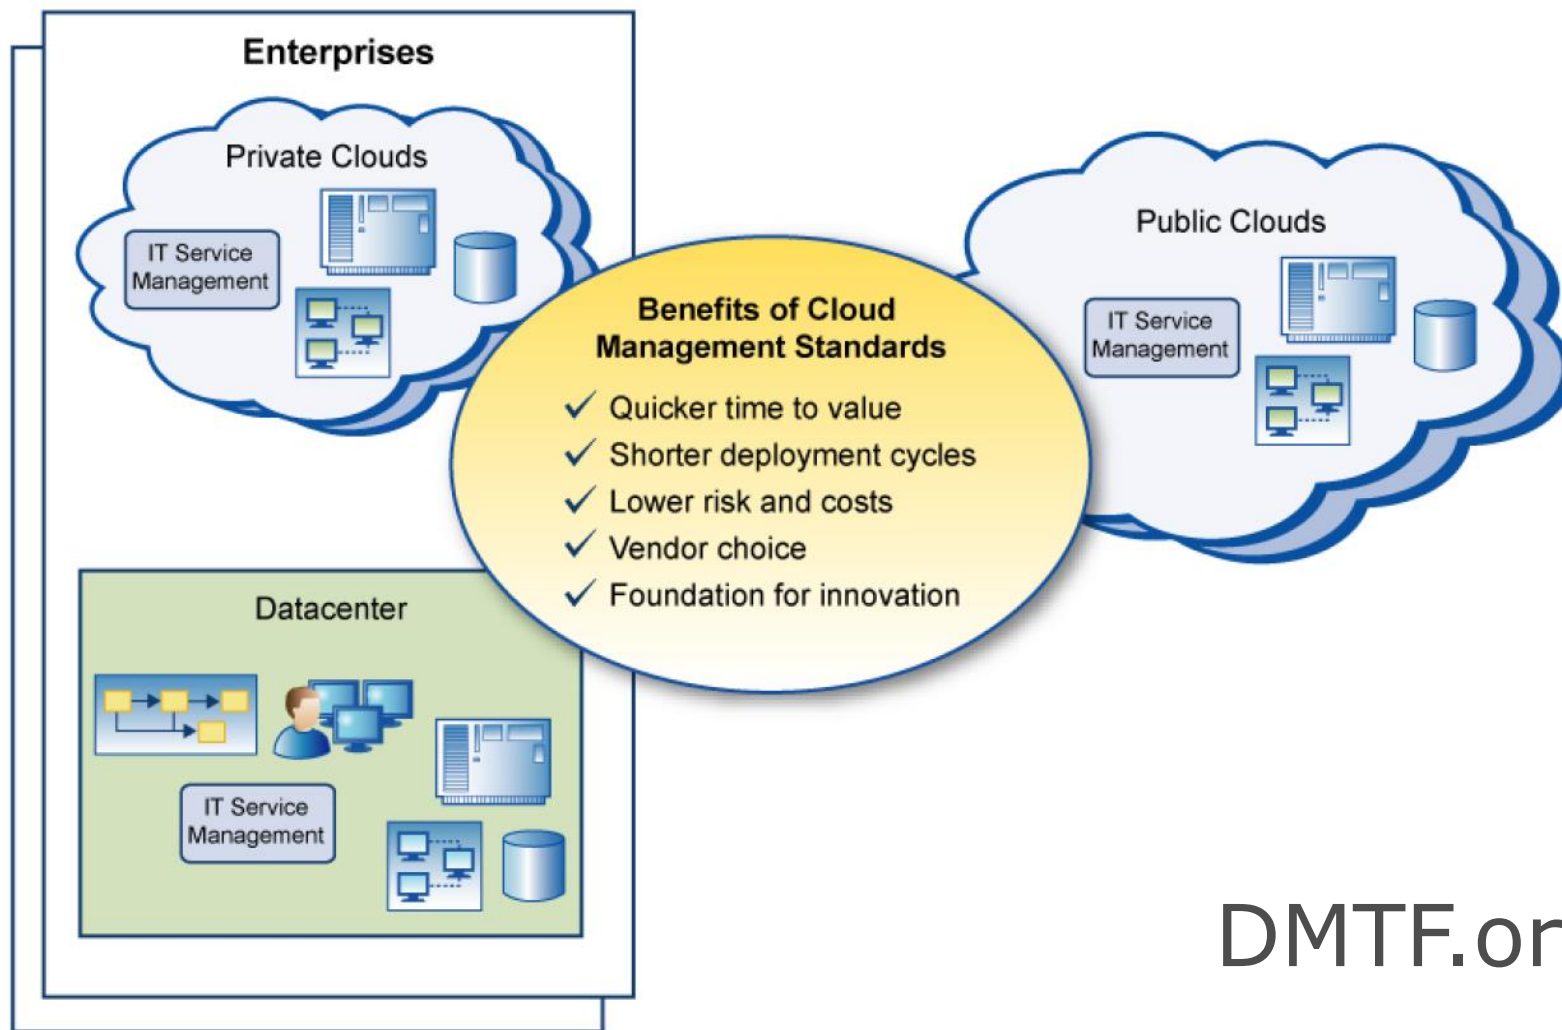 Enterprises
Private Clouds
IT Service
Management
Public Clouds
IT Service
Management
Benefits of Cloud
Management Standards
Quicker time to value
Shorter deployment cycles
Lower risk and costs
Vendor choice
Foundation for innovation
Datacenter
IT Service
Management
DMTF.or